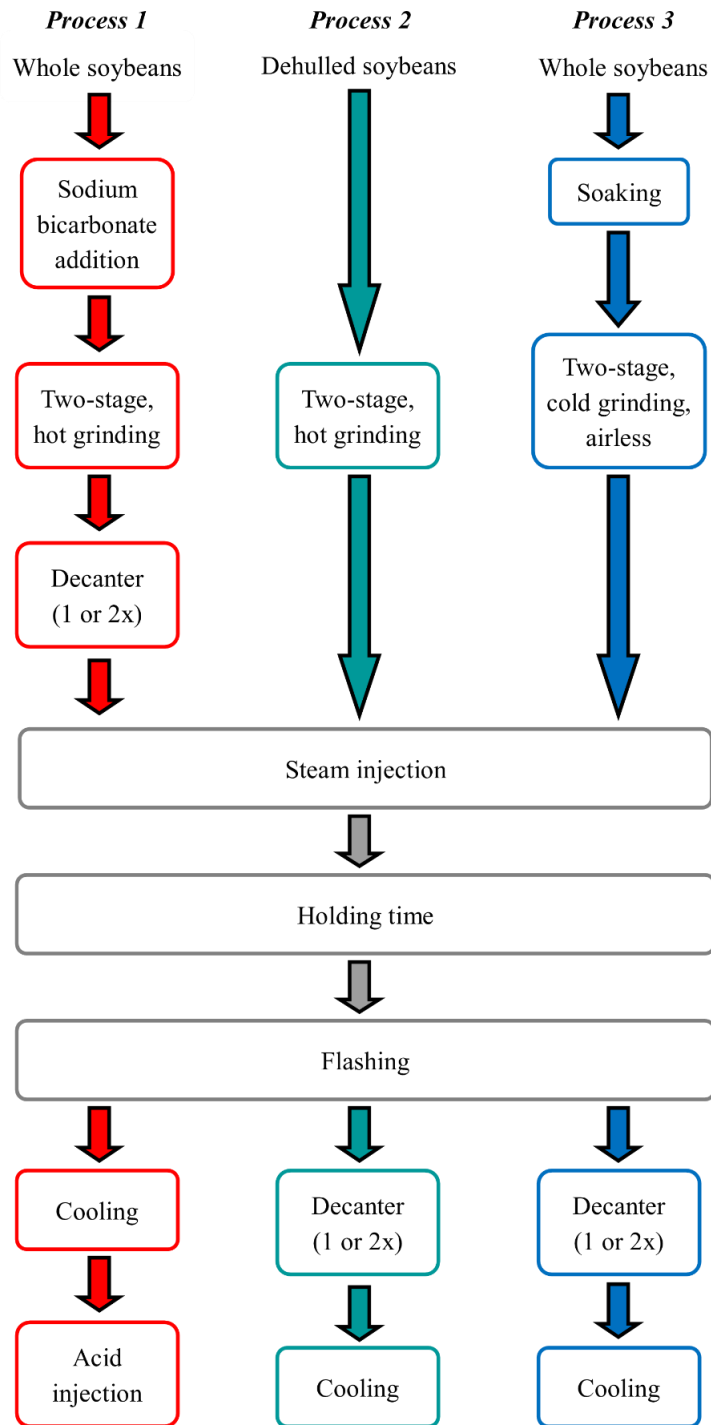 Process 1
Process 2
Process 3
Whole soybeans
Dehulled soybeans
Whole soybeans
Sodium
bicarbonate
addition
Soaking
Two-stage,
hot grinding
Two-stage,
hot grinding
Two-stage,
cold grinding,
airless
Decanter
(1 or 2x)
Steam injection
Holding time
Flashing
Cooling
Decanter
(1 or 2x)
Decanter
(1 or 2x)
Acid
injection
Cooling
Cooling